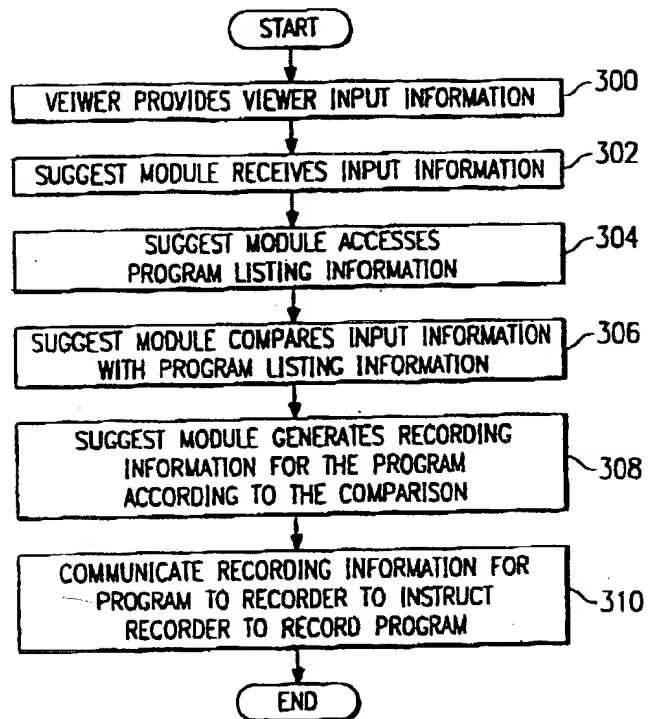 START
VEIWER PROVIDES VIEWER INPUT INFORMATION
300
SUGGEST MODULE RECEIVES INPUT INFORMATION
302
SUGGEST MODULE ACCESSES
PROGRAM LISTING INFORMATION
304
SUGGEST MODULE COMPARES INPUT INFORMATION
WITH PROGRAM LISTING INFORMATION
306
SUGGEST MODULE GENERATES RECORDING
INFORMATION FOR THE PROGRAM
ACCORDING TO THE COMPARISON
308
COMMUNICATE RECORDING INFORMATION FOR
PROGRAM TO RECORDER TO INSTRUCT
RECORDER TO RECORD PROGRAM
310
END